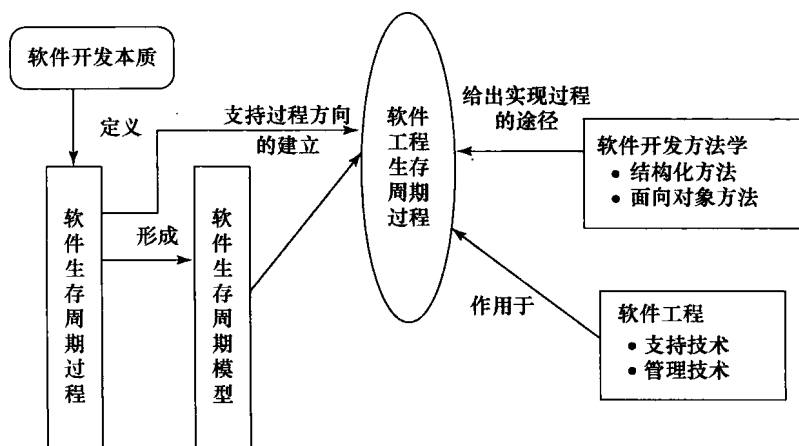 软件开发本质
定义
支持过程方向
的建立
软件生存周期过程
形成
软件生存周期模型
软件
工程
生存
周期
过程
给出实现过程
的途径
软件开发方法学
● 结构化方法
● 面向对象方法
作用于
软件工程
● 支持技术
● 管理技术